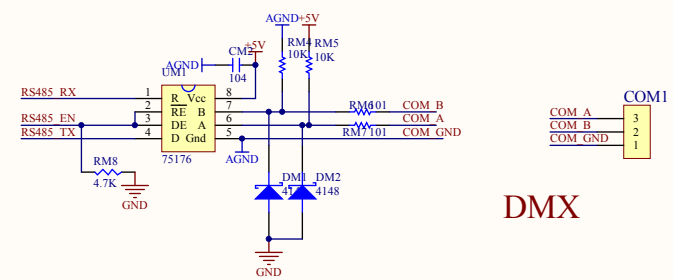 AGND +5V
RM4 RM5
10K 10K
CM2 +5V
AGND
104
UM1
RS485_RX 1 R Vcc 8
2 RE B 7 RM6 101 COM_B
RS485_EN 3 DE A 6 COM_A
RS485_TX 4 D Gnd 5 RM7 101 COM_GND
75176
AGND
RM8
4.7K
GND
DM1 DM2
4148
GND
COM1
COM_A 3
COM_B 2
COM_GND 1
DMX